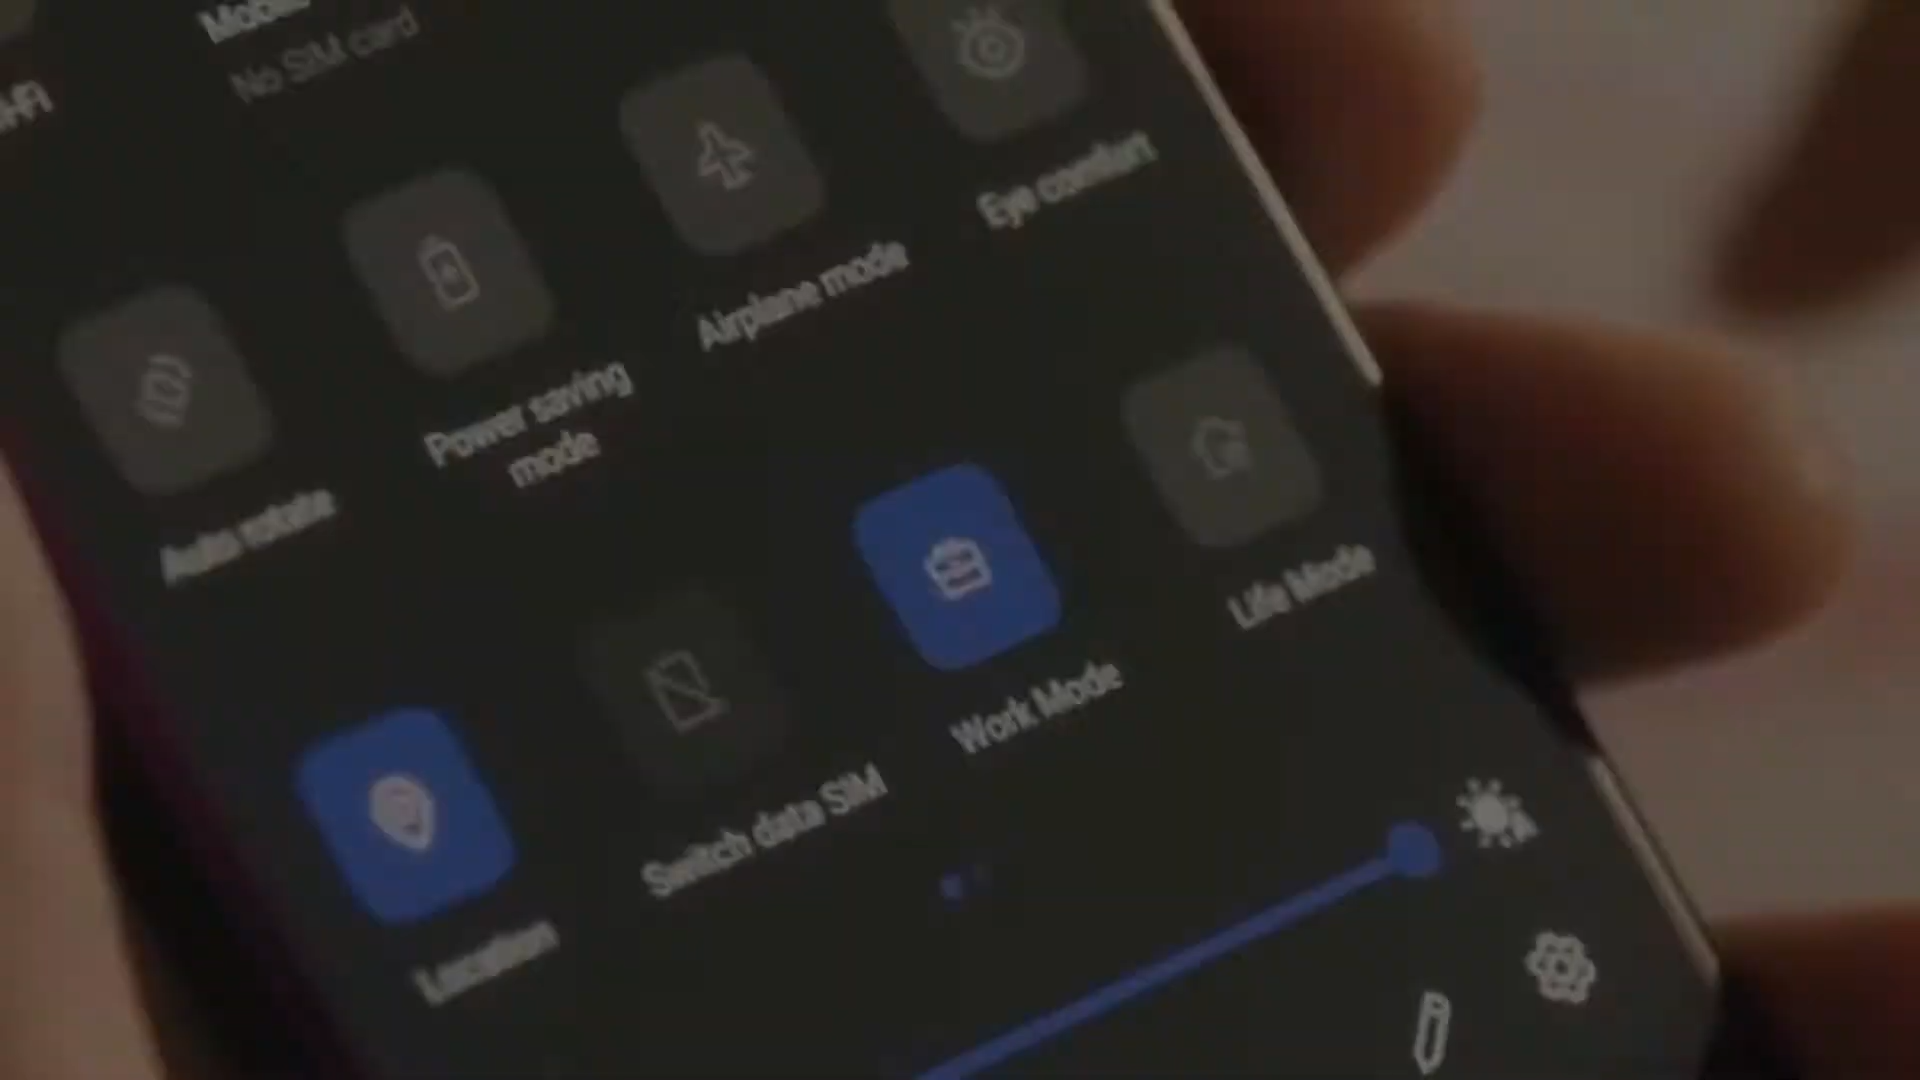 No SIM card
Eye comfort
Airplane mode
Power saving
mode
Auto rotate
Life Mode
Work Mode
Switch data SIM
Location